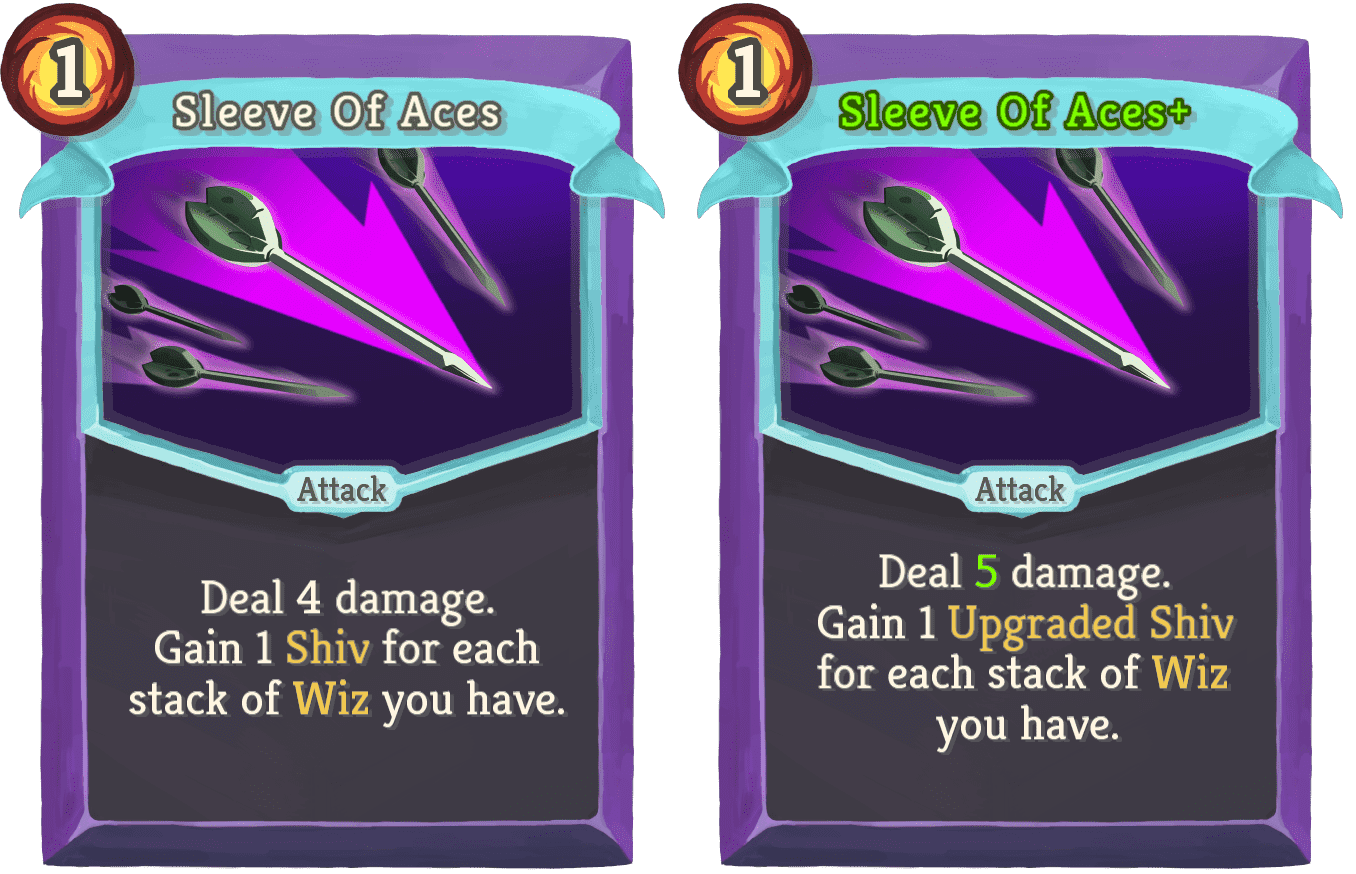 1
Sleeve Of Aces
Attack
Deal 4 damage.
Gain 1 Shiv for each
stack of Wiz you have.
1
Sleeve Of Aces+
Attack
Deal 5 damage.
Gain 1 Upgraded Shiv
for each stack of Wiz
you have.